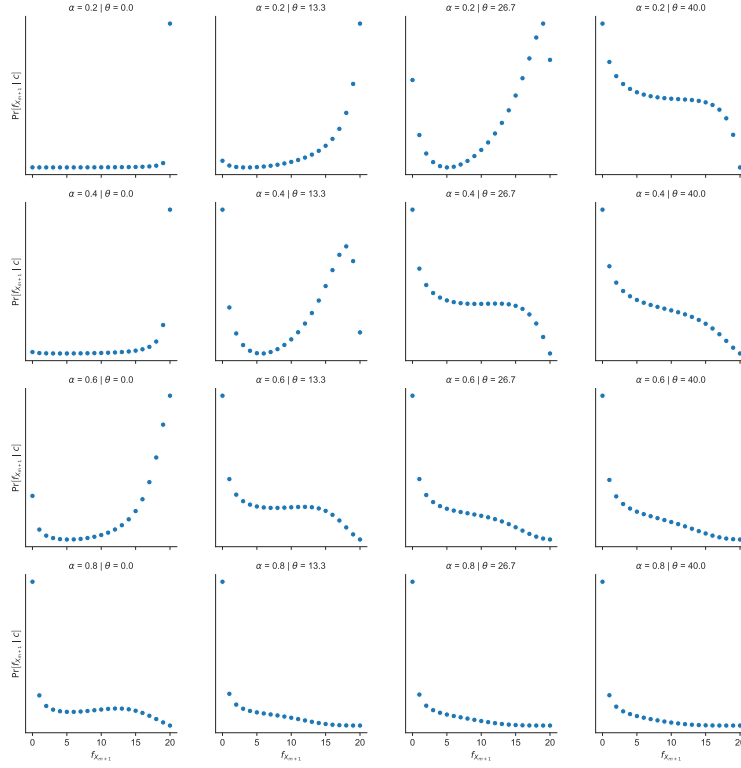 α = 0.2 | θ = 0.0
α = 0.2 | θ = 13.3
α = 0.2 | θ = 26.7
α = 0.2 | θ = 40.0
Pr[f_{X_{m+1}} | c]
α = 0.4 | θ = 0.0
α = 0.4 | θ = 13.3
α = 0.4 | θ = 26.7
α = 0.4 | θ = 40.0
Pr[f_{X_{m+1}} | c]
α = 0.6 | θ = 0.0
α = 0.6 | θ = 13.3
α = 0.6 | θ = 26.7
α = 0.6 | θ = 40.0
Pr[f_{X_{m+1}} | c]
α = 0.8 | θ = 0.0
α = 0.8 | θ = 13.3
α = 0.8 | θ = 26.7
α = 0.8 | θ = 40.0
Pr[f_{X_{m+1}} | c]
0 5 10 15 20
0 5 10 15 20
0 5 10 15 20
0 5 10 15 20
f_{X_{m+1}}
f_{X_{m+1}}
f_{X_{m+1}}
f_{X_{m+1}}